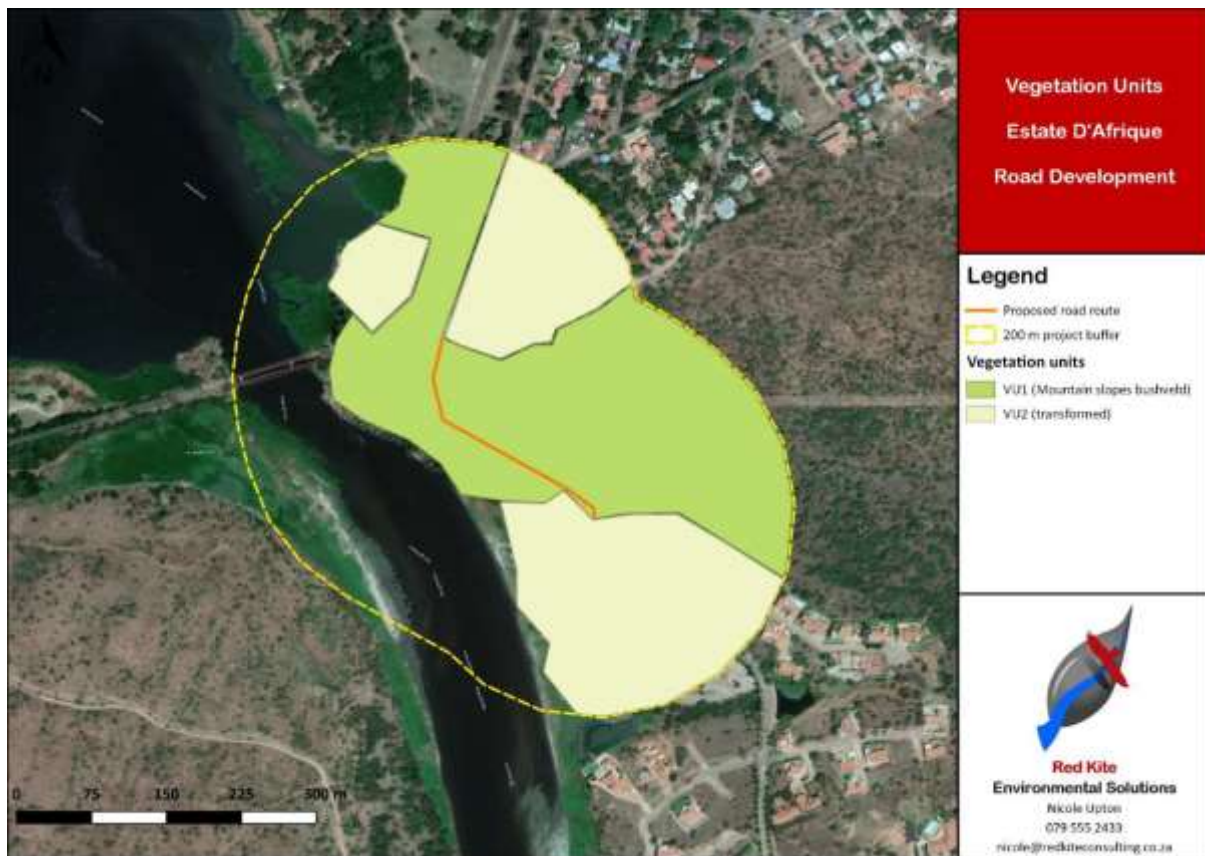 Vegetation Units
Estate D'Afrique
Road Development
Legend
Proposed road route
200 m project buffer
Vegetation units
VU1 (Mountain slopes bushveld)
VU2 (transformed)
0 75 150 225 300 m
Red Kite
Environmental Solutions
Nicole Upton
079 555 2433
nicole@redkiteconsulting.co.za